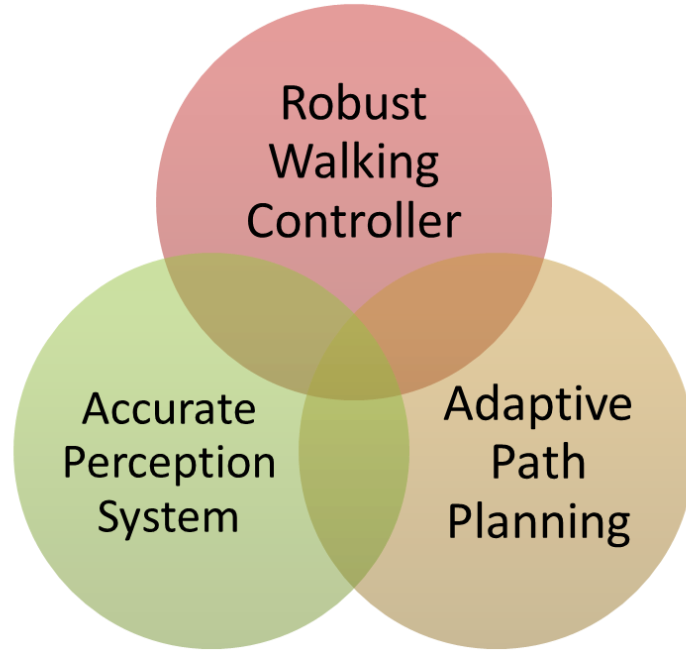 Robust
Walking
Controller
Accurate
Perception
System
Adaptive
Path
Planning